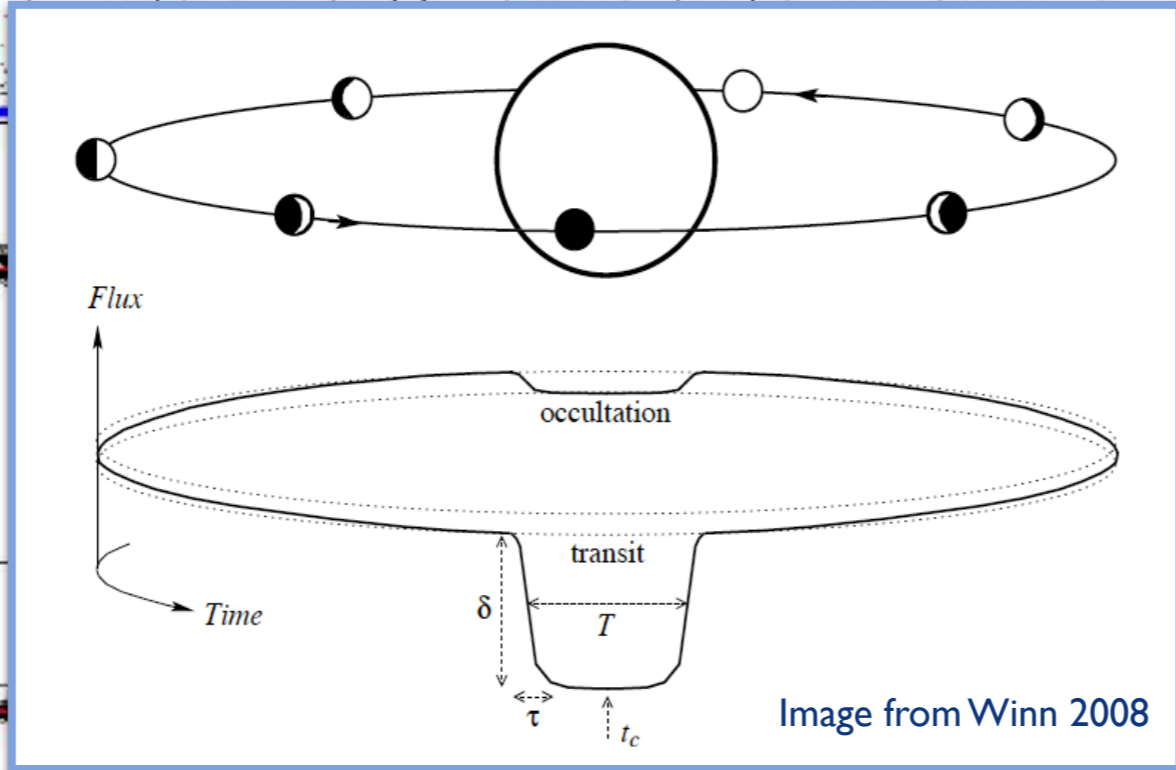 Flux
occultation
transit
δ
T
Time
τ
t_c
Image from Winn 2008